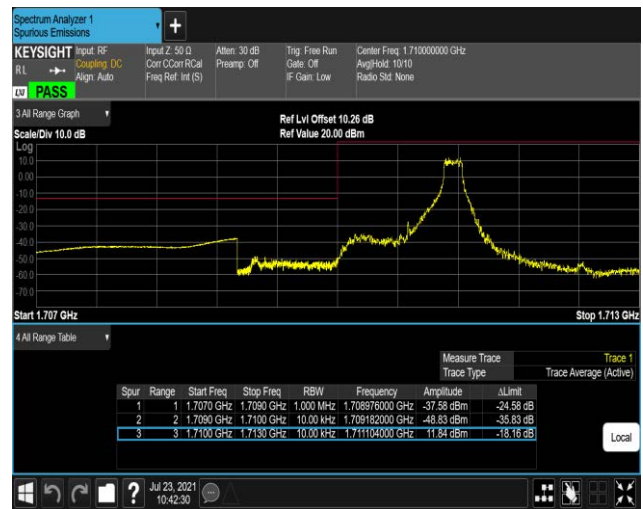 Spectrum Analyzer 1
Spurious Emissions
KEYSIGHT
R L
LXI PASS
Input: RF
Coupling: DC
Align: Auto
Input Z: 50 Ω
Corr CCorr RCal
Freq Ref: Int (S)
Atten: 30 dB
Preamp: Off
Trig: Free Run
Gate: Off
IF Gain: Low
Center Freq: 1.710000000 GHz
Avg|Hold: 10/10
Radio Std: None
3 All Range Graph
Scale/Div 10.0 dB
Ref Lvl Offset 10.26 dB
Ref Value 20.00 dBm
Log
10.0
0.00
-10.0
-20.0
-30.0
-40.0
-50.0
-60.0
-70.0
Start 1.707 GHz
Stop 1.713 GHz
4 All Range Table
Measure Trace Trace 1
Trace Type Trace Average (Active)
Spur Range Start Freq Stop Freq RBW Frequency Amplitude ΔLimit
1 1 1.7070 GHz 1.7090 GHz 1.000 MHz 1.708976000 GHz -37.58 dBm -24.58 dB
2 2 1.7090 GHz 1.7100 GHz 10.00 kHz 1.709182000 GHz -48.83 dBm -35.83 dB
3 3 1.7100 GHz 1.7130 GHz 10.00 kHz 1.711104000 GHz 11.84 dBm -18.16 dB
Local
?
Jul 23, 2021
10:42:30